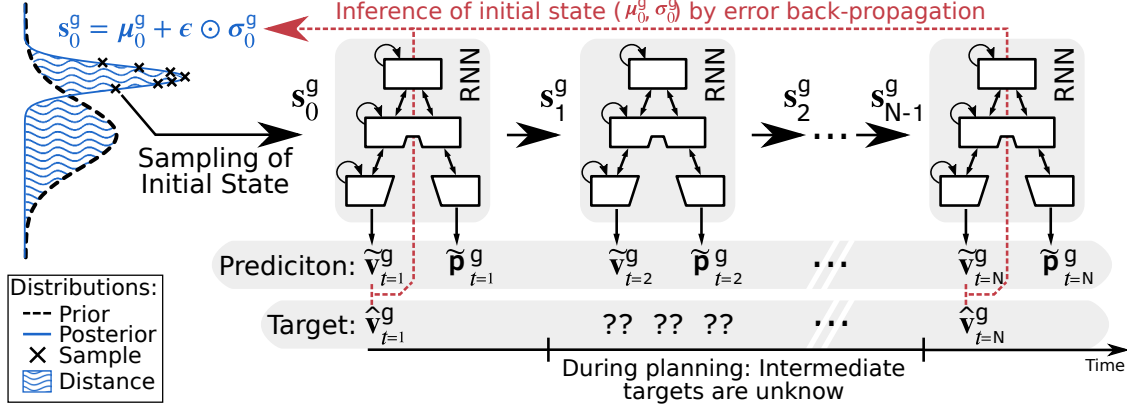 Inference of initial state (μ₀ᵍ, σ₀ᵍ) by error back-propagation
s₀ᵍ = μ₀ᵍ + ϵ ⊙ σ₀ᵍ
RNN
RNN
RNN
s₀ᵍ
s₁ᵍ
s₂ᵍ
...
sᵍN-1
Sampling of
Initial State
Prediciton: ṽᵍt=1 p̃ᵍt=1 ṽᵍt=2 p̃ᵍt=2 ... ṽᵍt=N p̃ᵍt=N
Target: v̂ᵍt=1 ?? ?? ?? ... v̂ᵍt=N
Time
During planning: Intermediate
targets are unknow
Distributions:
Prior
Posterior
Sample
Distance